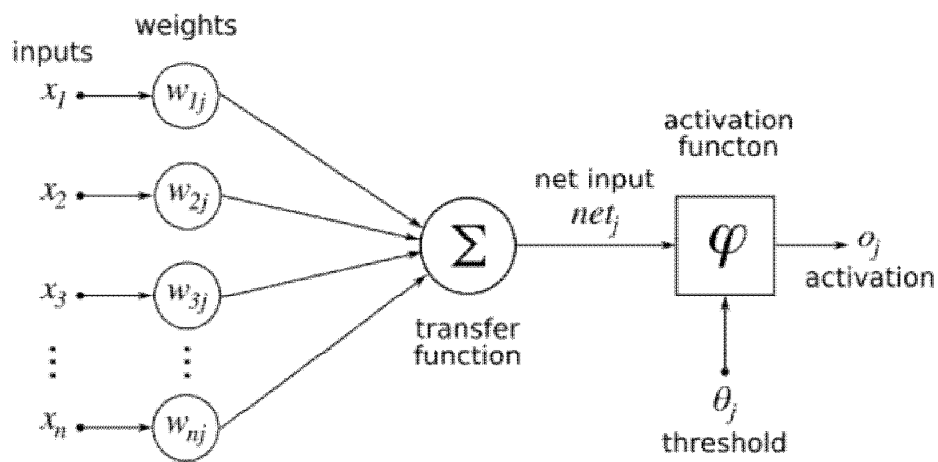 weights
inputs
x1
w1j
x2
w2j
x3
w3j
⋮ ⋮
xn
wnj
Σ
transfer
function
net input
netj
activation
functon
φ
oj
activation
θj
threshold